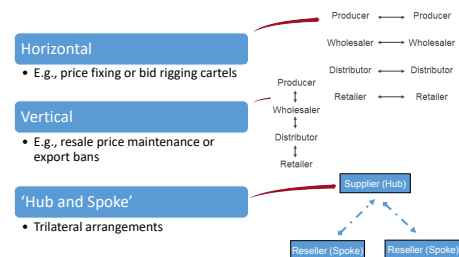 Horizontal
• E.g., price fixing or bid rigging cartels
Vertical
• E.g., resale price maintenance or
export bans
‘Hub and Spoke’
• Trilateral arrangements
Producer Producer
Wholesaler Wholesaler
Distributor Distributor
Retailer Retailer
Producer
Wholesaler
Distributor
Retailer
Supplier (Hub)
Reseller (Spoke) Reseller (Spoke)